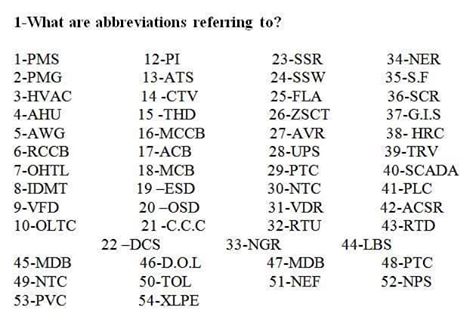 1-What are abbreviations referring to?
1-PMS 12-PI 23-SSR 34-NER
2-PMG 13-ATS 24-SSW 35-S.F
3-HVAC 14 -CTV 25-FLA 36-SCR
4-AHU 15 -THD 26-ZSCT 37-G.I.S
5-AWG 16-MCCB 27-AVR 38- HRC
6-RCCB 17-ACB 28-UPS 39-TRV
7-OHTL 18-MCB 29-PTC 40-SCADA
8-IDMT 19 –ESD 30-NTC 41-PLC
9-VFD 20 –OSD 31-VDR 42-ACSR
10-OLTC 21 -C.C.C 32-RTU 43-RTD
22 –DCS 33-NGR 44-LBS
45-MDB 46-D.O.L 47-MDB 48-PTC
49-NTC 50-TOL 51-NEF 52-NPS
53-PVC 54-XLPE